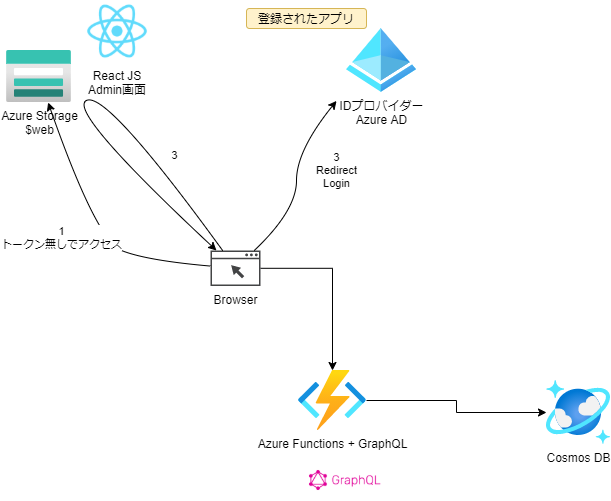 登録されたアプリ
React JS
Admin画面
Azure Storage
$web
IDプロバイダー
Azure AD
3
3
Redirect
Login
1
トークン無しでアクセス
Browser
Azure Functions + GraphQL
Cosmos DB
GraphQL